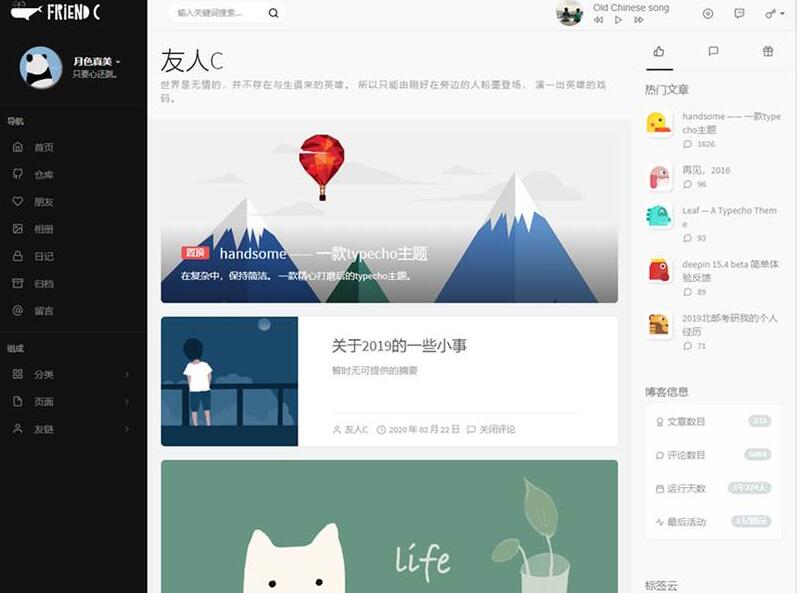 FRiEND C
月色真美
只要心还跳。
导航
首页
仓库
朋友
相册
日记
归档
留言
组成
分类
页面
友链
输入关键词搜索...
Old Chinese song
友人C
世界是无情的，并不存在与生俱来的英雄。 所以只能由刚好在旁边的人粉墨登场， 演一出英雄的戏
码。
置顶
handsome —— 一款typecho主题
在复杂中，保持简洁。 一款精心打磨后的typecho主题。
关于2019的一些小事
暂时无可提供的摘要
友人C 2020 年 02 月 22 日 关闭评论
life
热门文章
handsome —— 一款type
cho主题
1626
再见，2016
96
Leaf — A Typecho Them
e
93
deepin 15.4 beta 简单体
验反馈
89
2019北邮考研我的个人
经历
71
博客信息
文章数目
评论数目
运行天数
最后活动
标签云